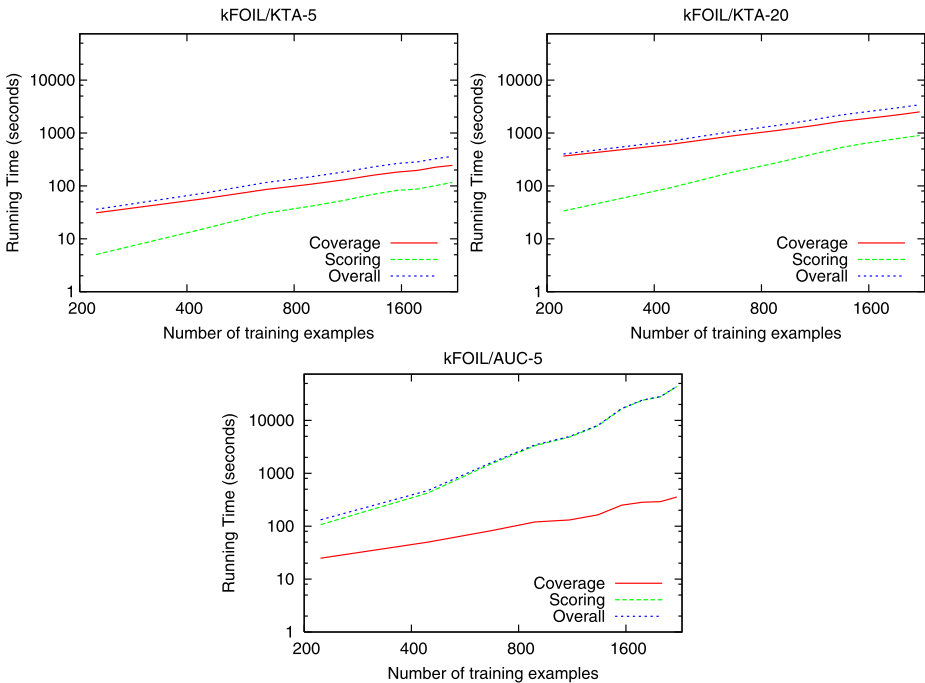 kFOIL/KTA-5
Running Time (seconds)
10000
1000
100
10
1
200 400 800 1600
Number of training examples
Coverage
Scoring
Overall
kFOIL/KTA-20
Running Time (seconds)
10000
1000
100
10
1
200 400 800 1600
Number of training examples
Coverage
Scoring
Overall
kFOIL/AUC-5
Running Time (seconds)
10000
1000
100
10
1
200 400 800 1600
Number of training examples
Coverage
Scoring
Overall